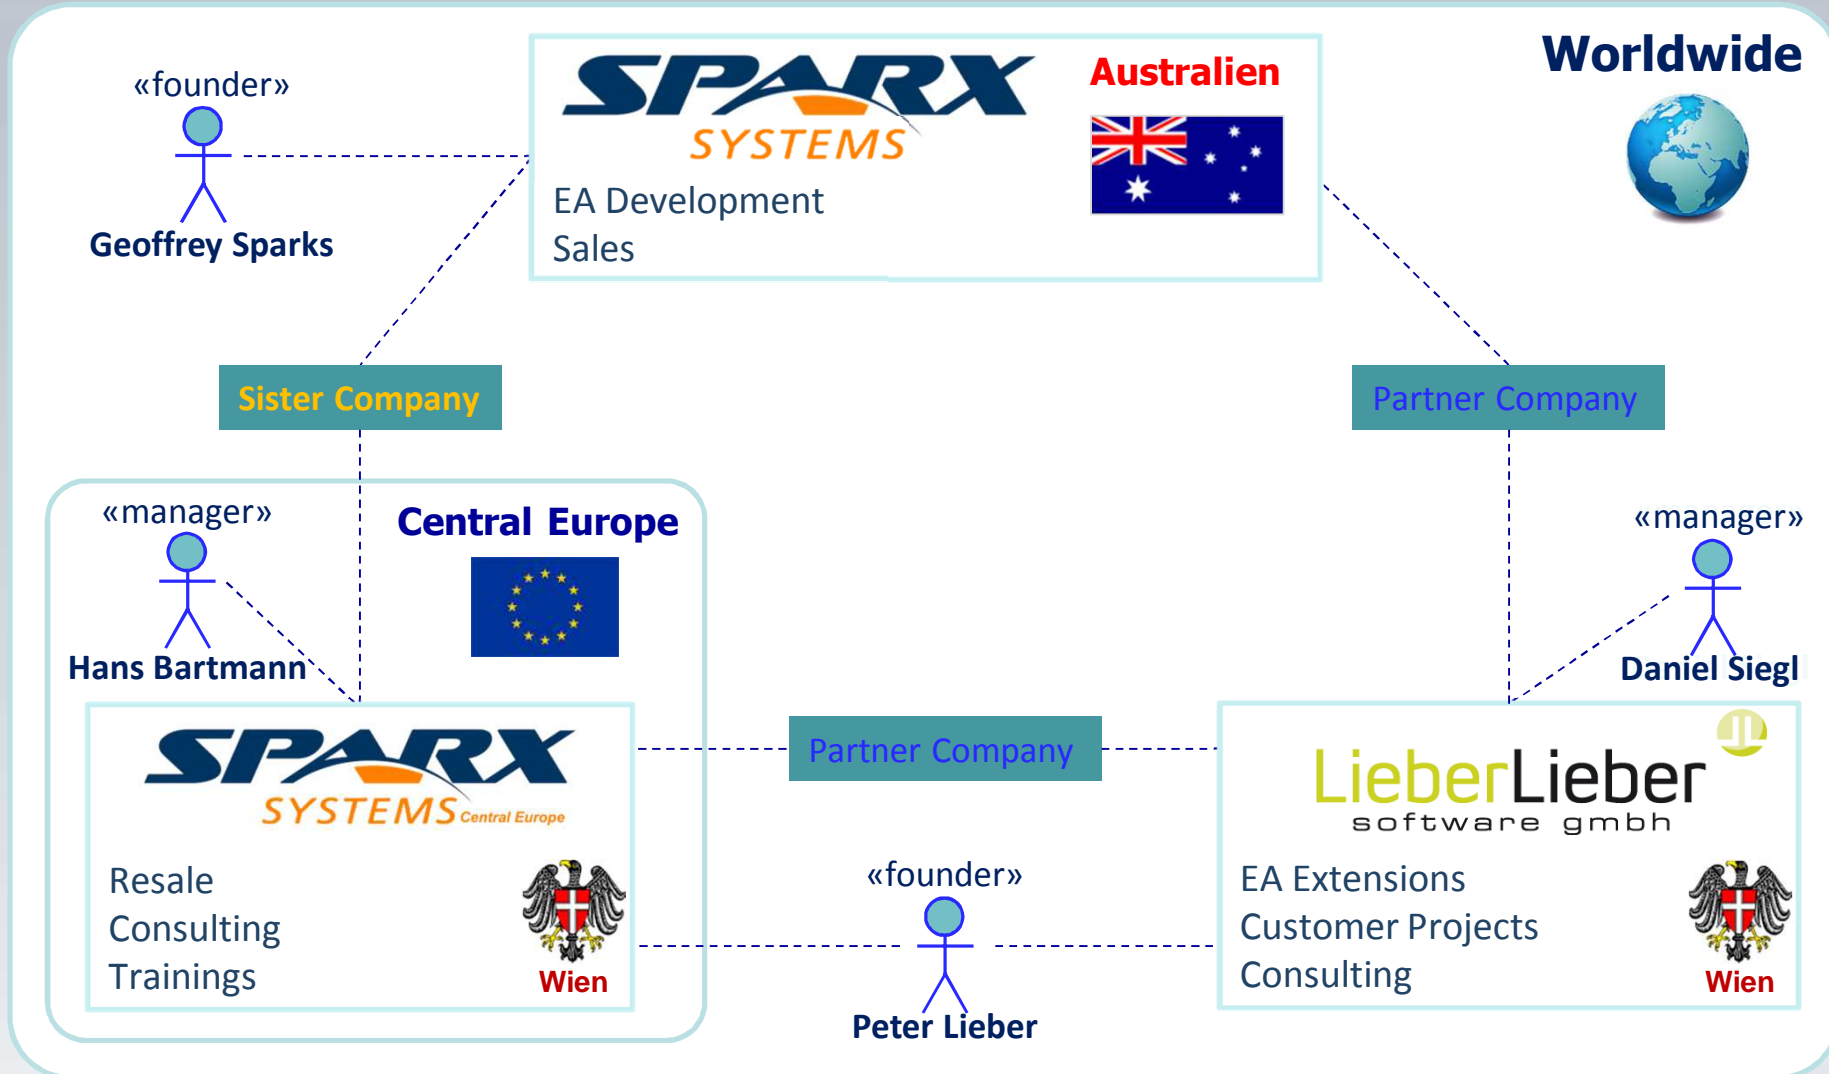 Worldwide
«founder»
Geoffrey Sparks
SPARX
SYSTEMS
Australien
EA Development
Sales
Sister Company
Partner Company
«manager»
Hans Bartmann
Central Europe
«manager»
Daniel Siegl
SPARX
SYSTEMS Central Europe
Resale
Consulting
Trainings
Wien
Partner Company
«founder»
Peter Lieber
LieberLieber
software gmbh
EA Extensions
Customer Projects
Consulting
Wien